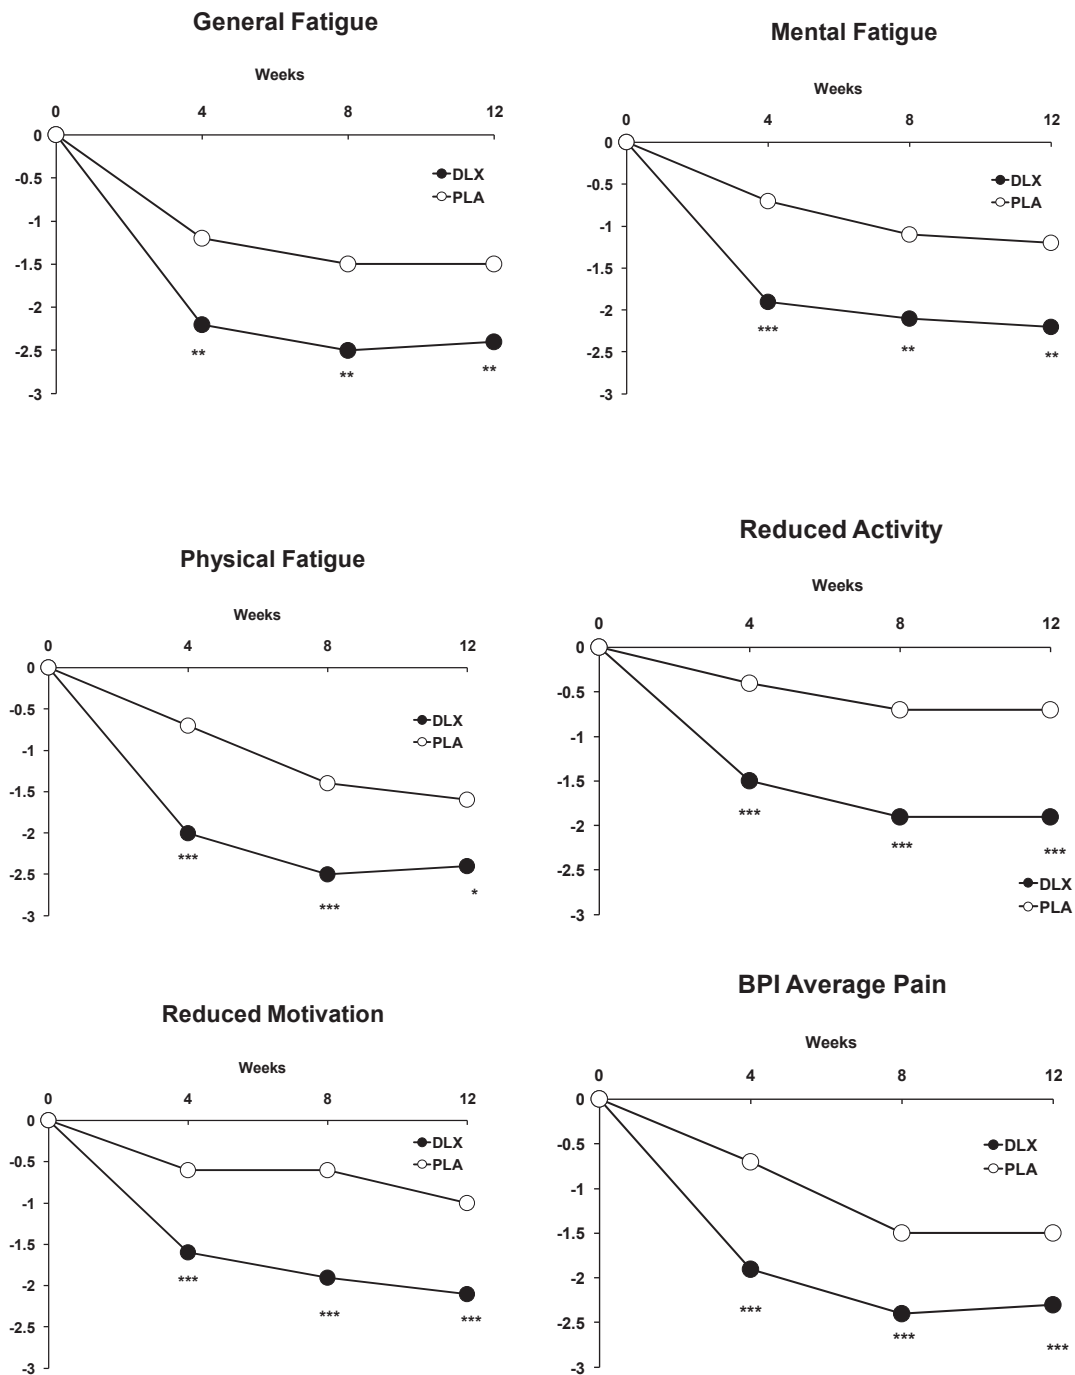 General Fatigue
Weeks
0 4 8 12
0
-0.5
-1
-1.5
-2
-2.5
-3
DLX
PLA
**
**
**
Mental Fatigue
Weeks
0 4 8 12
0
-0.5
-1
-1.5
-2
-2.5
-3
DLX
PLA
***
**
**
Physical Fatigue
Weeks
0 4 8 12
0
-0.5
-1
-1.5
-2
-2.5
-3
DLX
PLA
***
***
*
Reduced Activity
Weeks
0 4 8 12
0
-0.5
-1
-1.5
-2
-2.5
-3
***
***
***
DLX
PLA
Reduced Motivation
Weeks
0 4 8 12
0
-0.5
-1
-1.5
-2
-2.5
-3
DLX
PLA
***
***
***
BPI Average Pain
Weeks
0 4 8 12
0
-0.5
-1
-1.5
-2
-2.5
-3
DLX
PLA
***
***
***